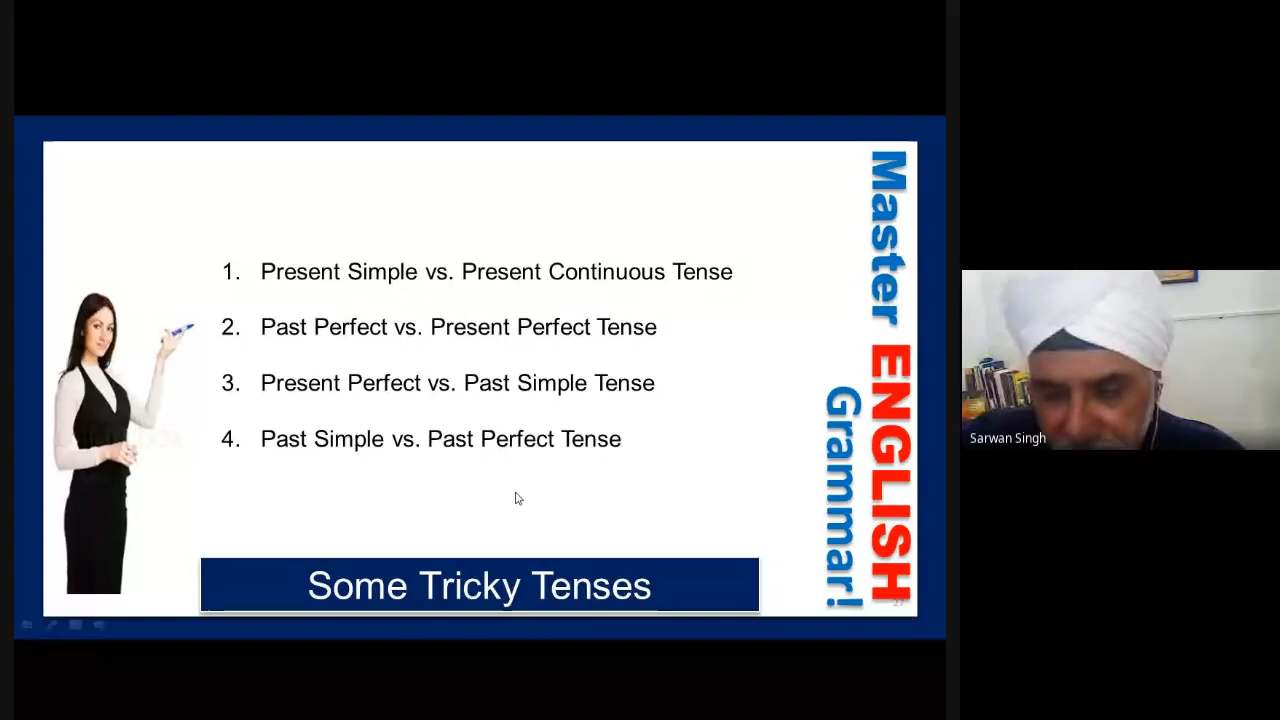 1. Present Simple vs. Present Continuous Tense
2. Past Perfect vs. Present Perfect Tense
3. Present Perfect vs. Past Simple Tense
4. Past Simple vs. Past Perfect Tense
Some Tricky Tenses
Master ENGLISH
Grammar!
Sarwan Singh